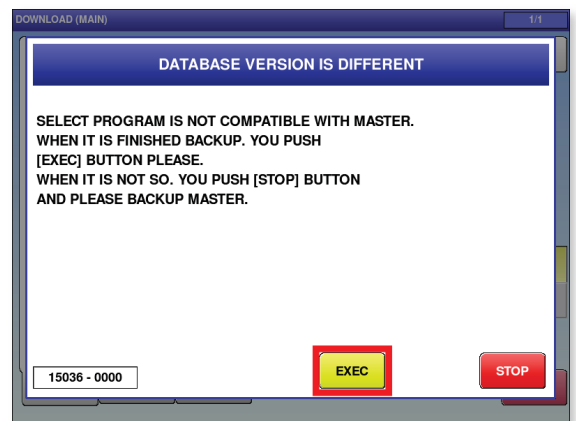 DOWNLOAD (MAIN)
1/1
DATABASE VERSION IS DIFFERENT
SELECT PROGRAM IS NOT COMPATIBLE WITH MASTER.
WHEN IT IS FINISHED BACKUP. YOU PUSH
[EXEC] BUTTON PLEASE.
WHEN IT IS NOT SO. YOU PUSH [STOP] BUTTON
AND PLEASE BACKUP MASTER.
15036 - 0000
EXEC
STOP